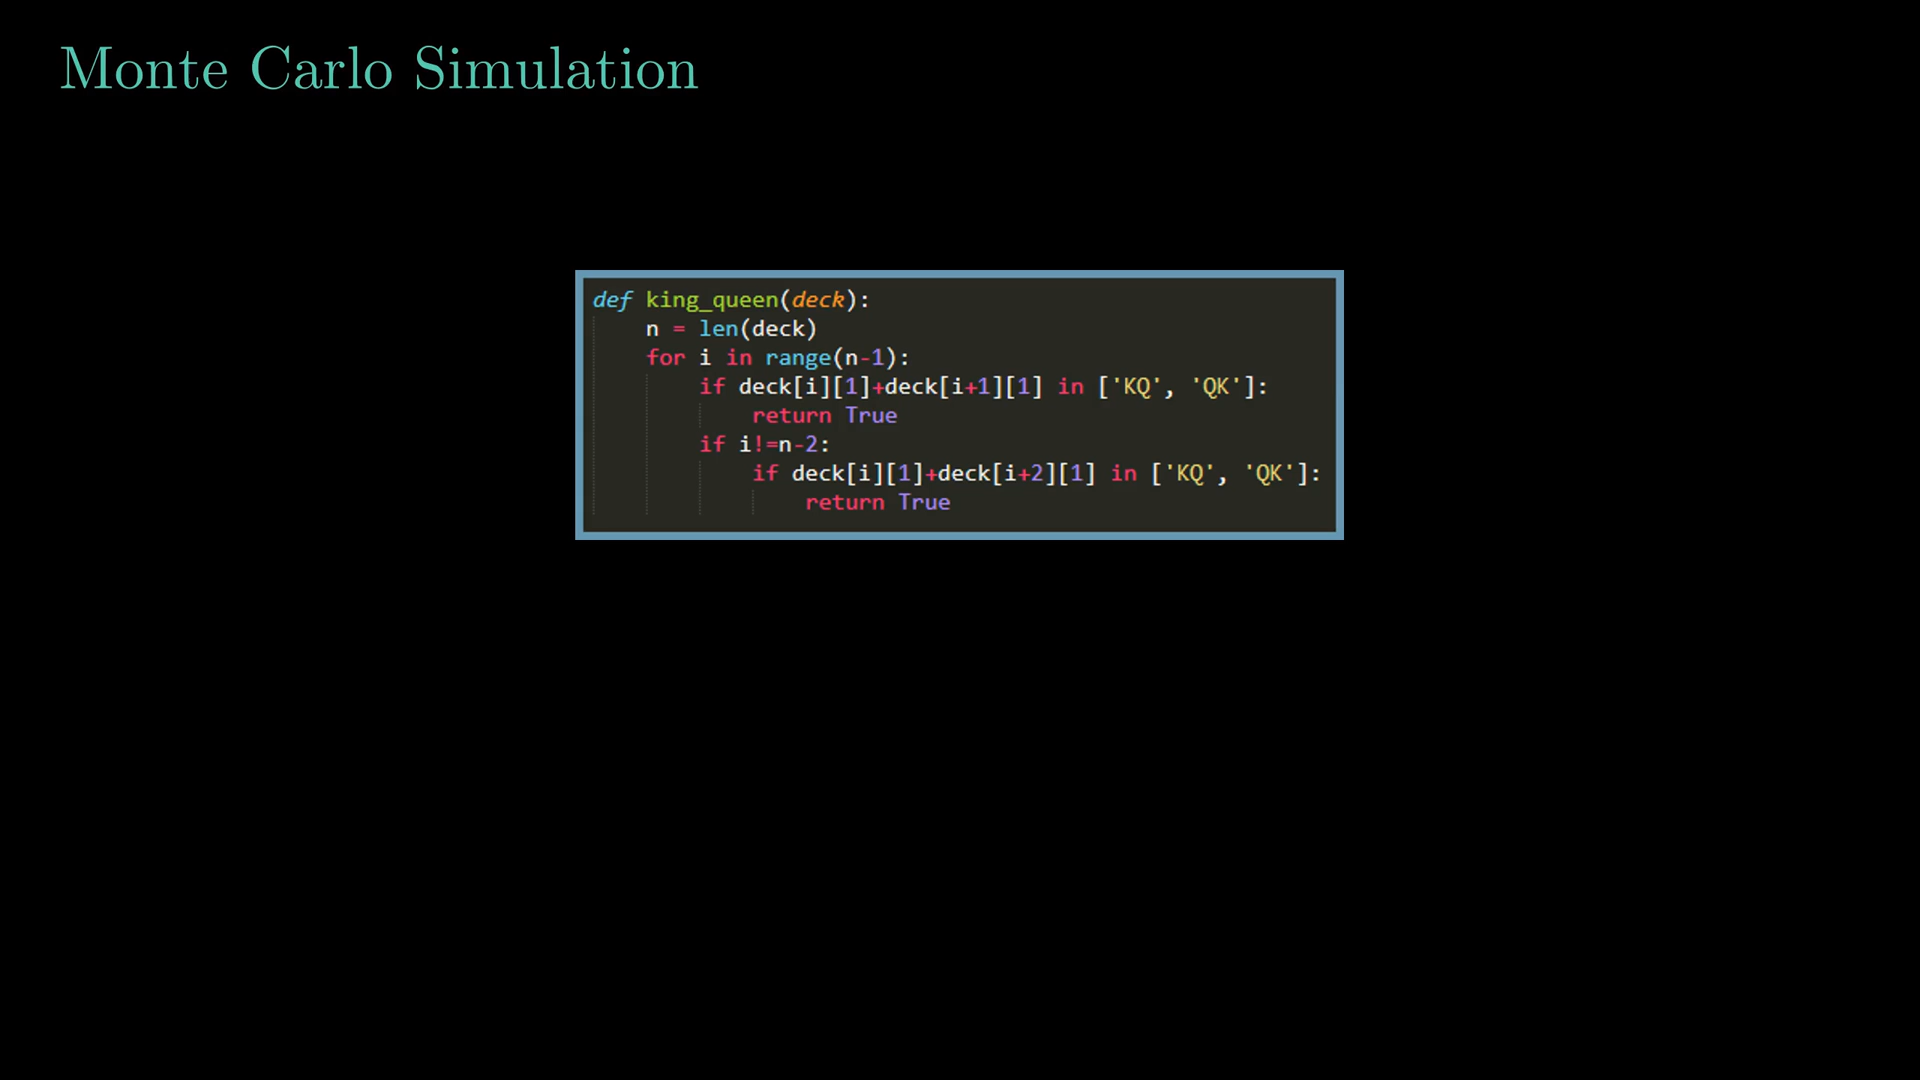 Monte Carlo Simulation
def king_queen(deck):
    n = len(deck)
    for i in range(n-1):
        if deck[i][1]+deck[i+1][1] in ['KQ', 'QK']:
            return True
        if i!=n-2:
            if deck[i][1]+deck[i+2][1] in ['KQ', 'QK']:
                return True